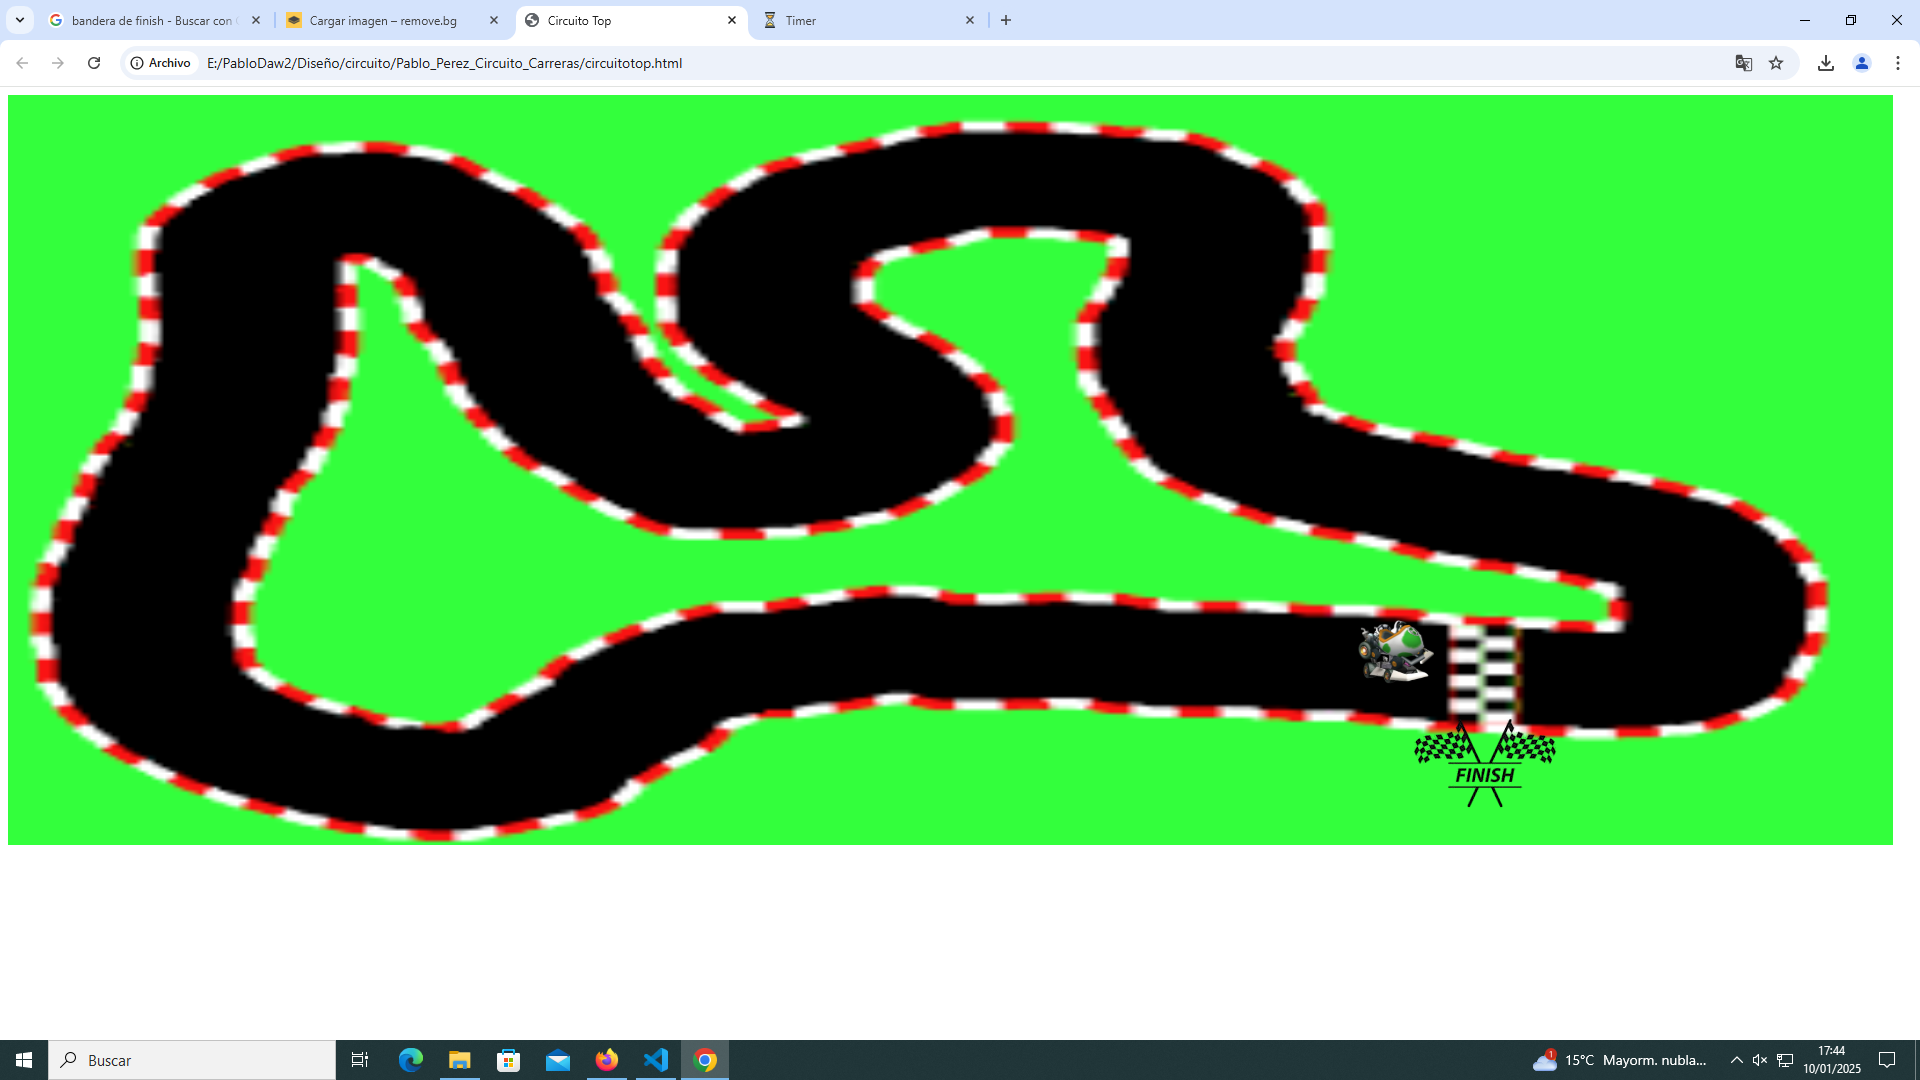 bandera de finish - Buscar con
Cargar imagen – remove.bg
Circuito Top
Timer
Archivo
E:/PabloDaw2/Diseño/circuito/Pablo_Perez_Circuito_Carreras/circuitotop.html
FINISH
Buscar
1
15°C Mayorm. nubla...
17:44
10/01/2025